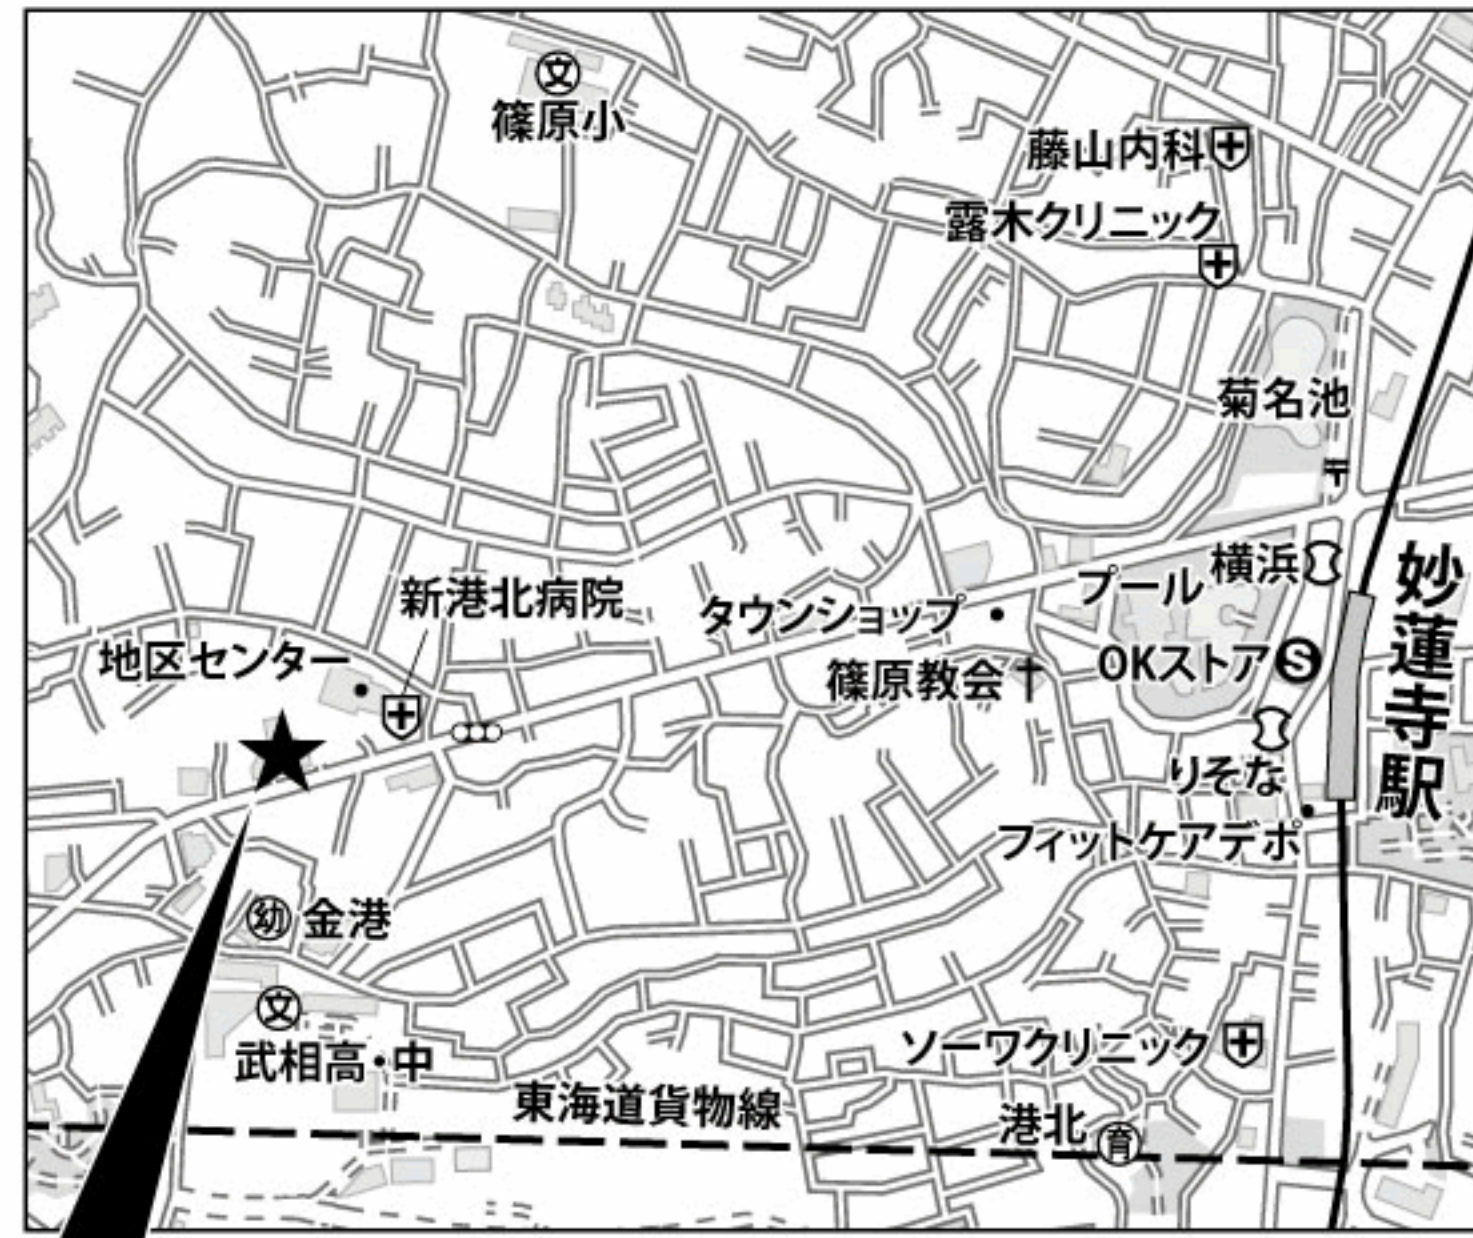 文
篠原小
藤山内科
露木クリニック
菊名池
横浜
プール
妙蓮寺駅
新港北病院
タウンショップ
地区センター
篠原教会
OKストア
S
りそな
フィットケアデポ
幼 金港
文
武相高・中
ソーワクリニック
東海道貨物線
港北 育